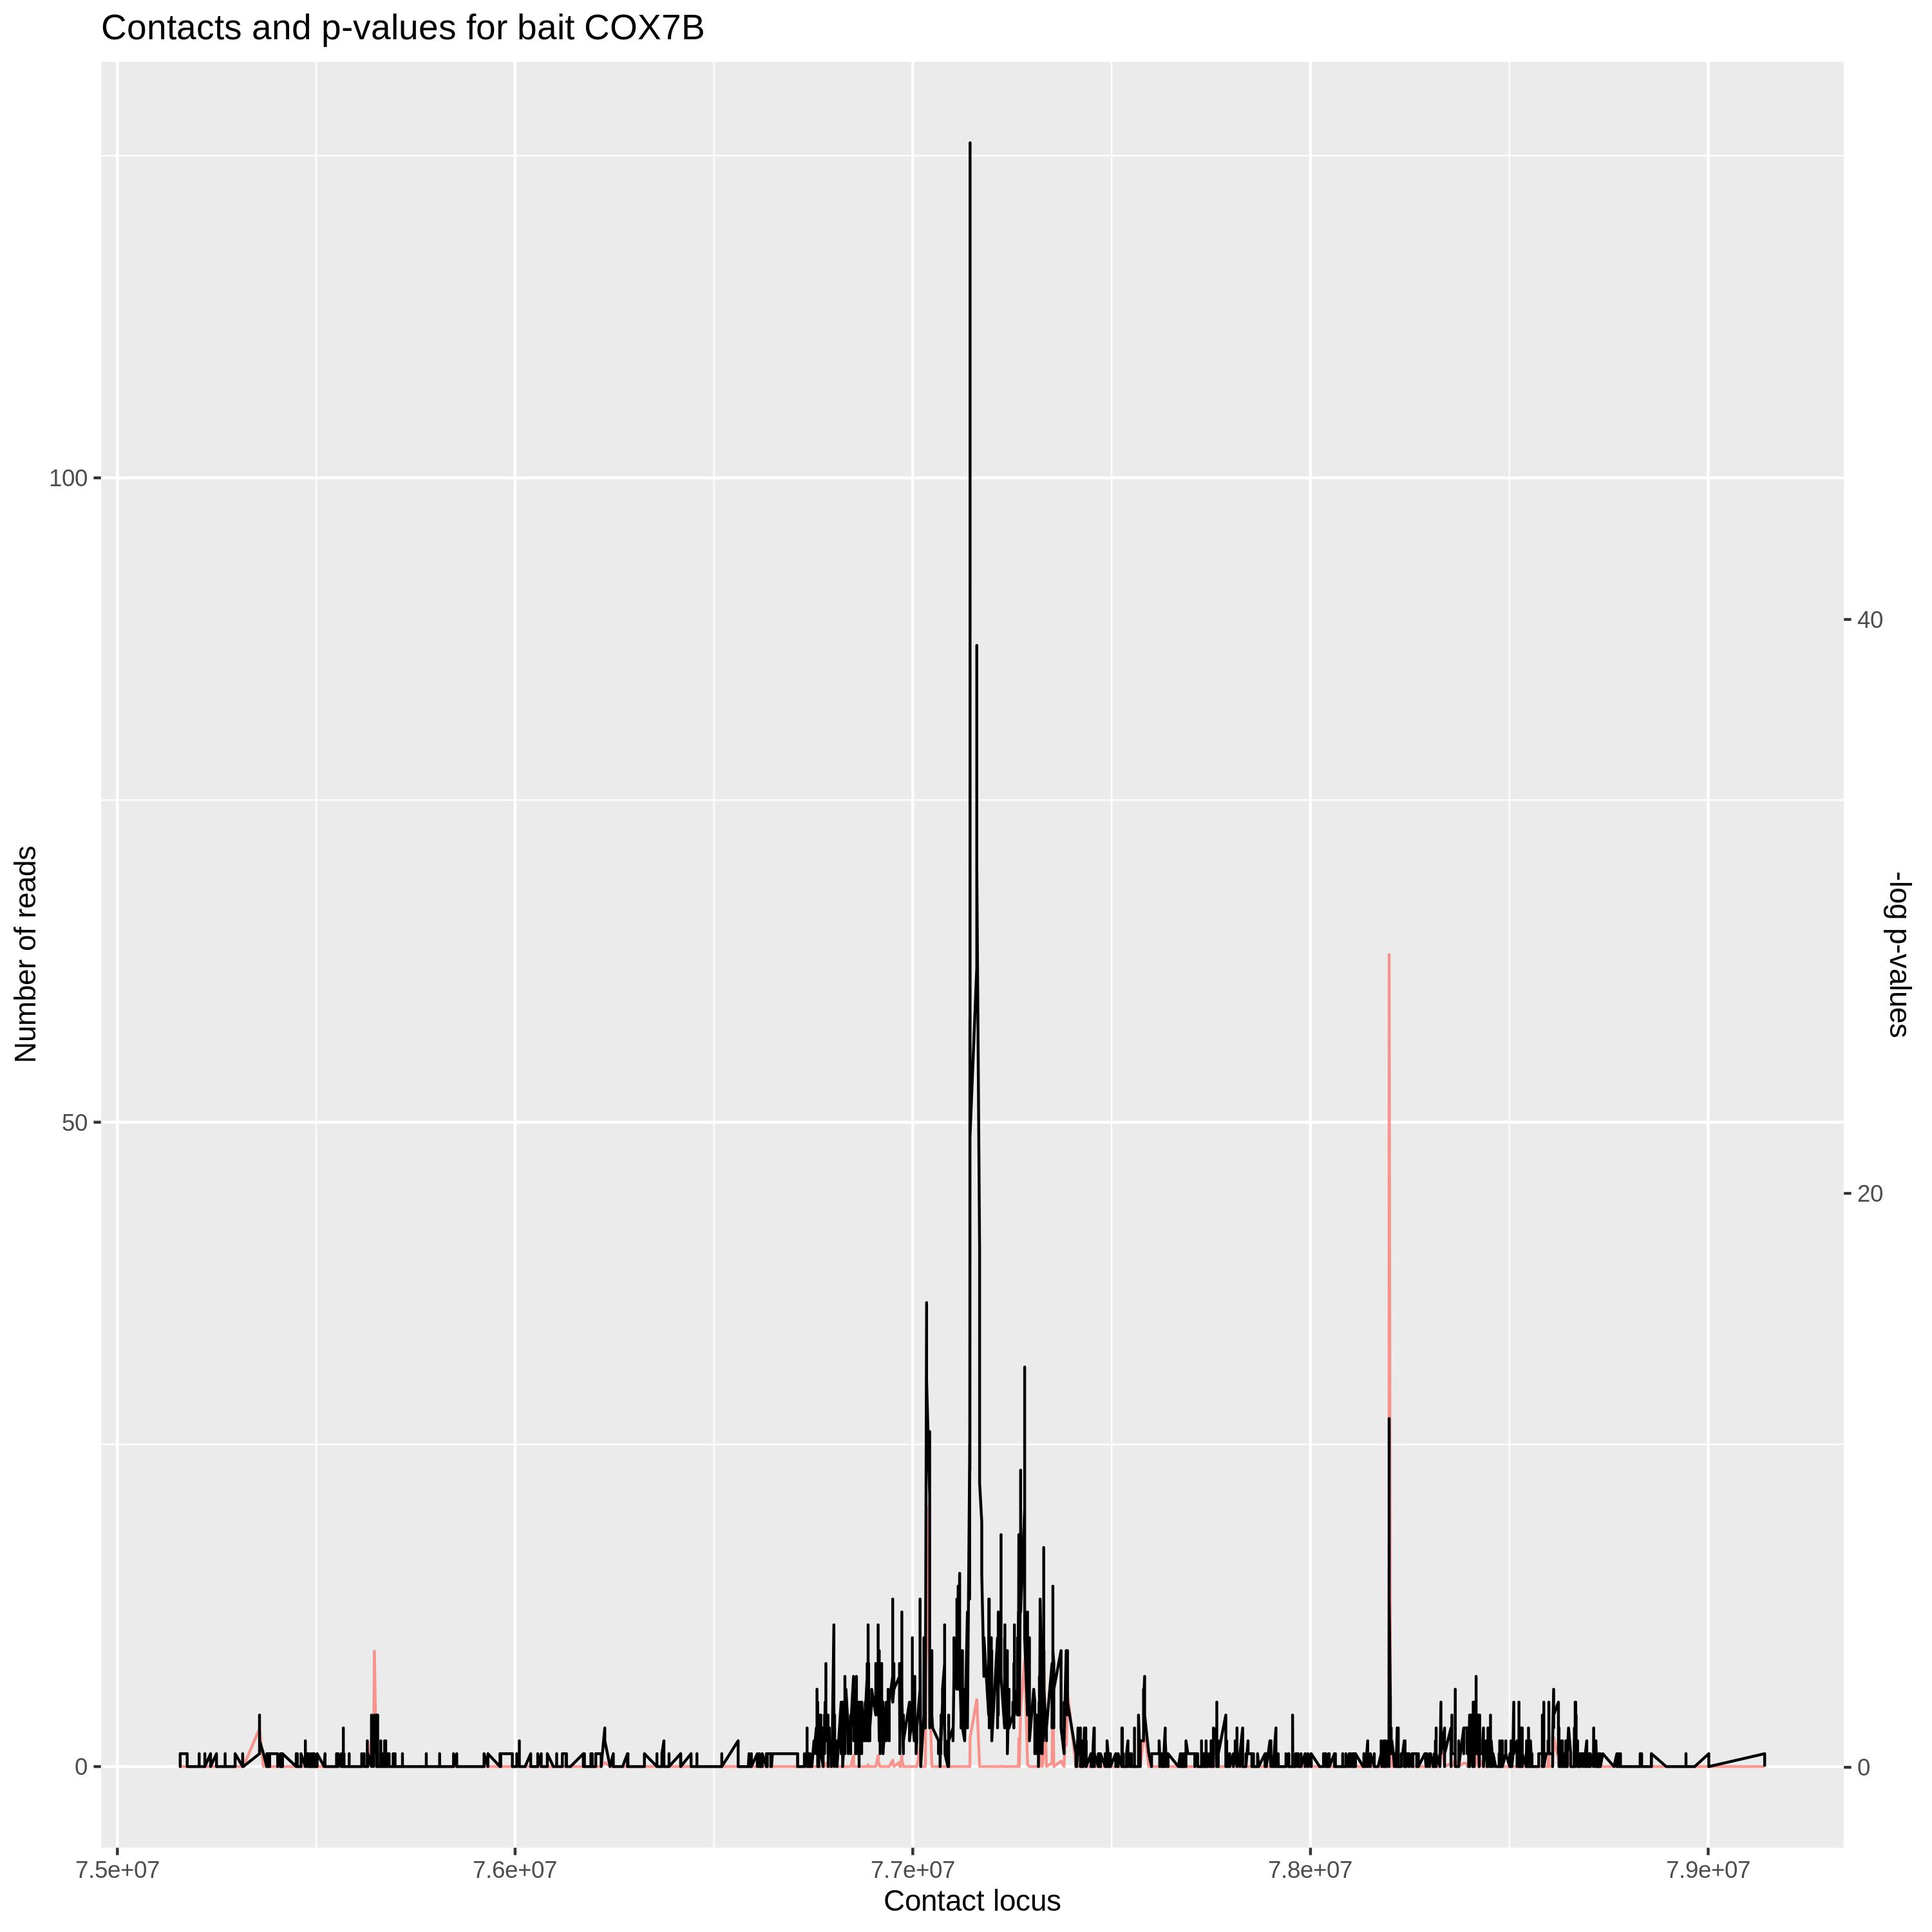 Contacts and p-values for bait COX7B
100
50
0
Number of reads
40
20
0
-log p-values
7.5e+07
7.6e+07
7.7e+07
7.8e+07
7.9e+07
Contact locus